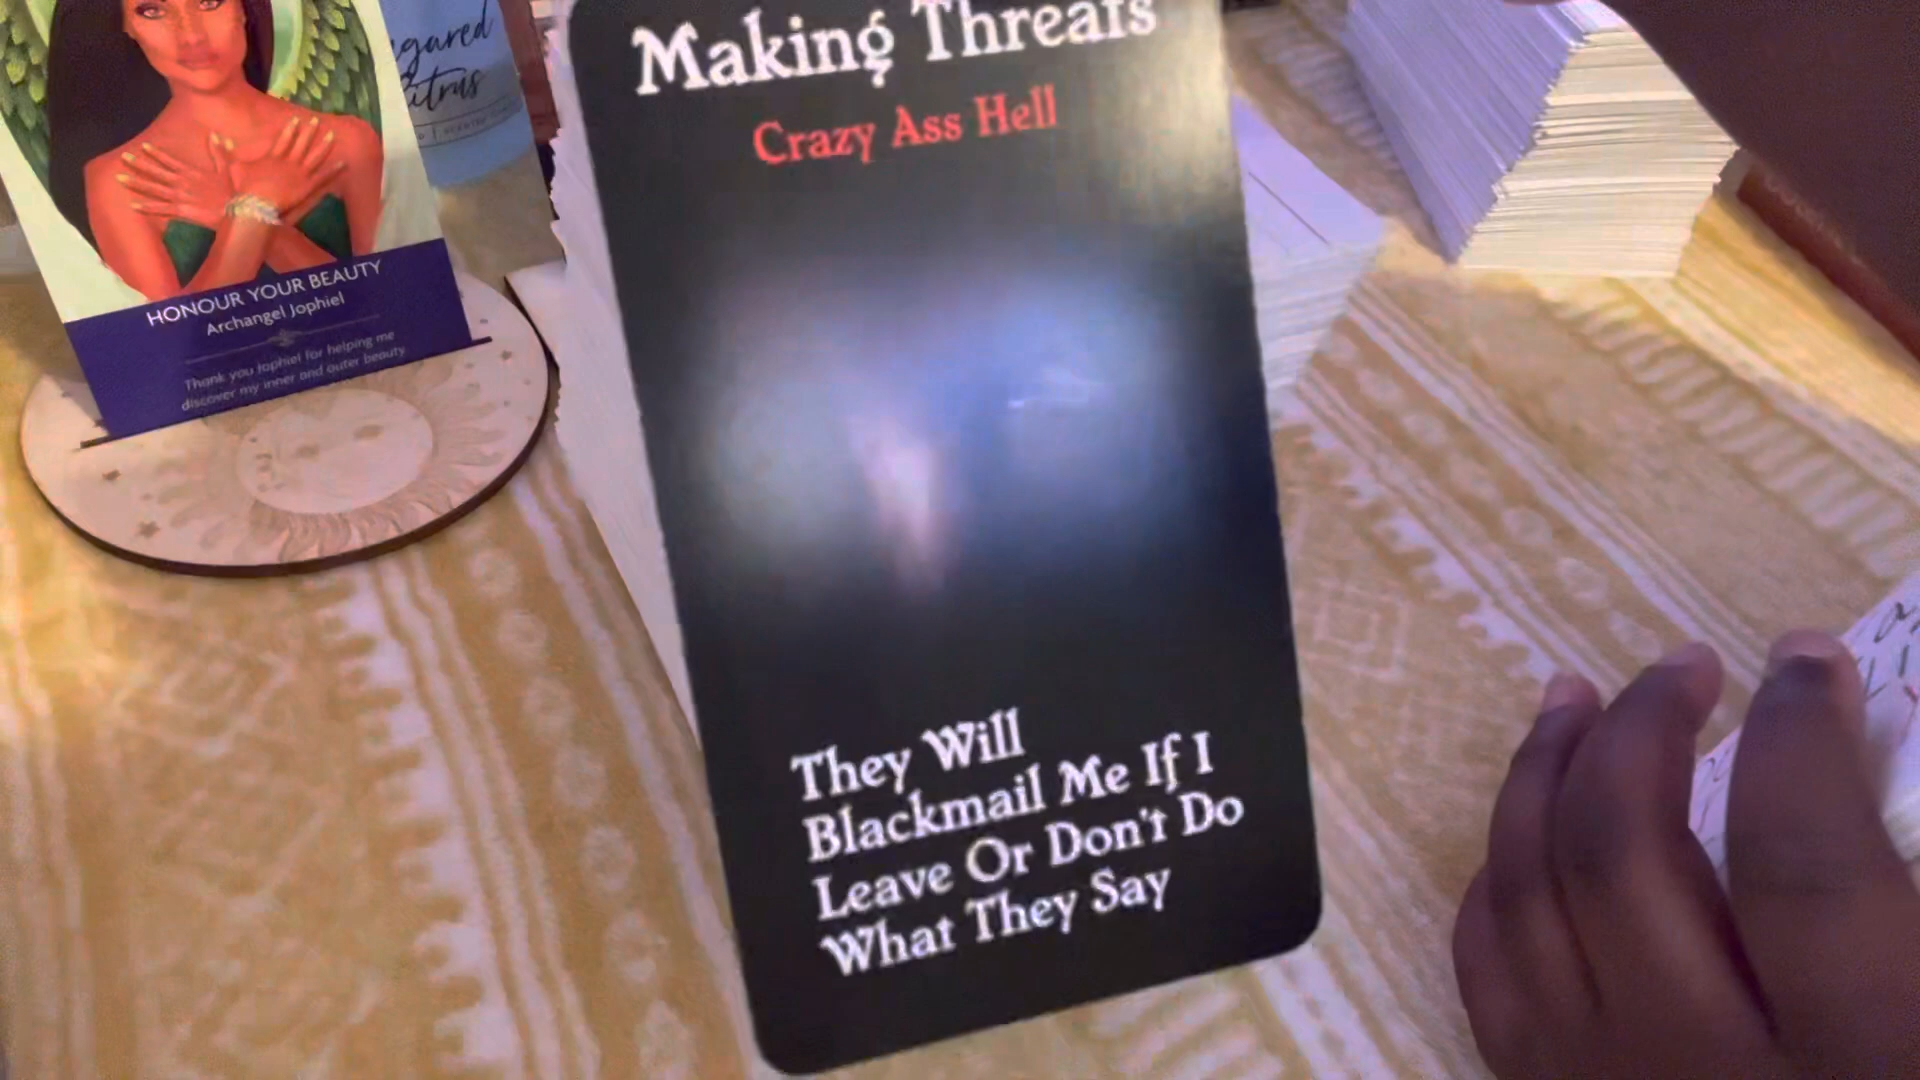 Making Threats
Crazy Ass Hell
They Will
Blackmail Me If I
Leave Or Don't Do
What They Say
HONOUR YOUR BEAUTY
Archangel Jophiel
Thank you Jophiel for helping me
discover my inner and outer beauty